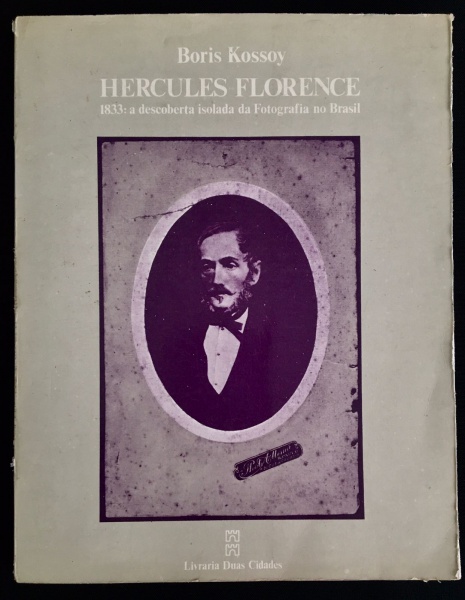 Boris Kossoy
HERCULES FLORENCE
1833: a descoberta isolada da Fotografia no Brasil
Livraria Duas Cidades